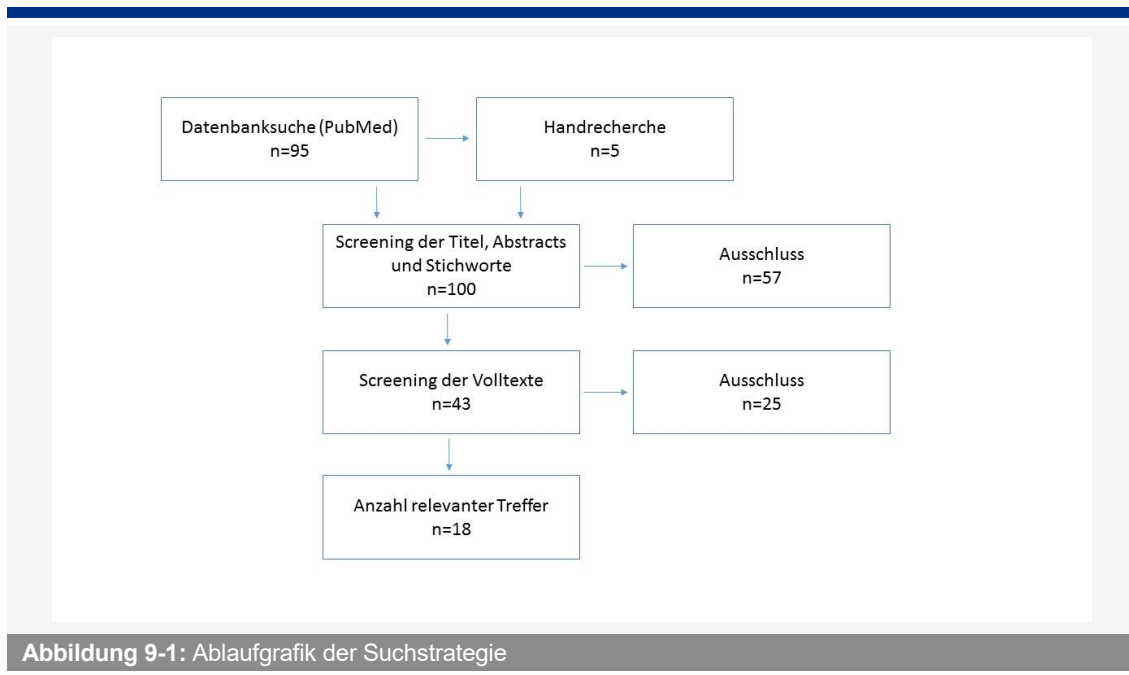 Datenbanksuche (PubMed)
n=95
Handrecherche
n=5
Screening der Titel, Abstracts
und Stichworte
n=100
Ausschluss
n=57
Screening der Volltexte
n=43
Ausschluss
n=25
Anzahl relevanter Treffer
n=18
Abbildung 9-1: Ablaufgrafik der Suchstrategie